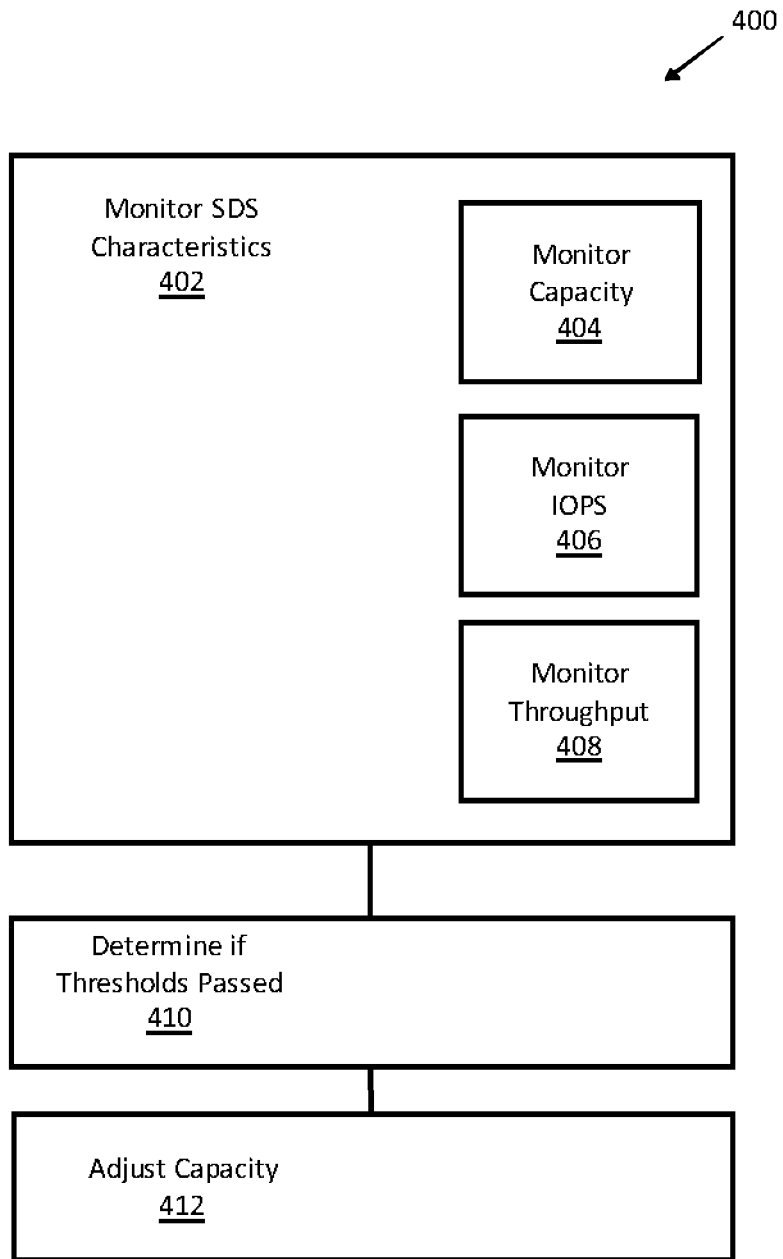 400
Monitor SDS
Characteristics
402
Monitor
Capacity
404
Monitor
IOPS
406
Monitor
Throughput
408
Determine if
Thresholds Passed
410
Adjust Capacity
412